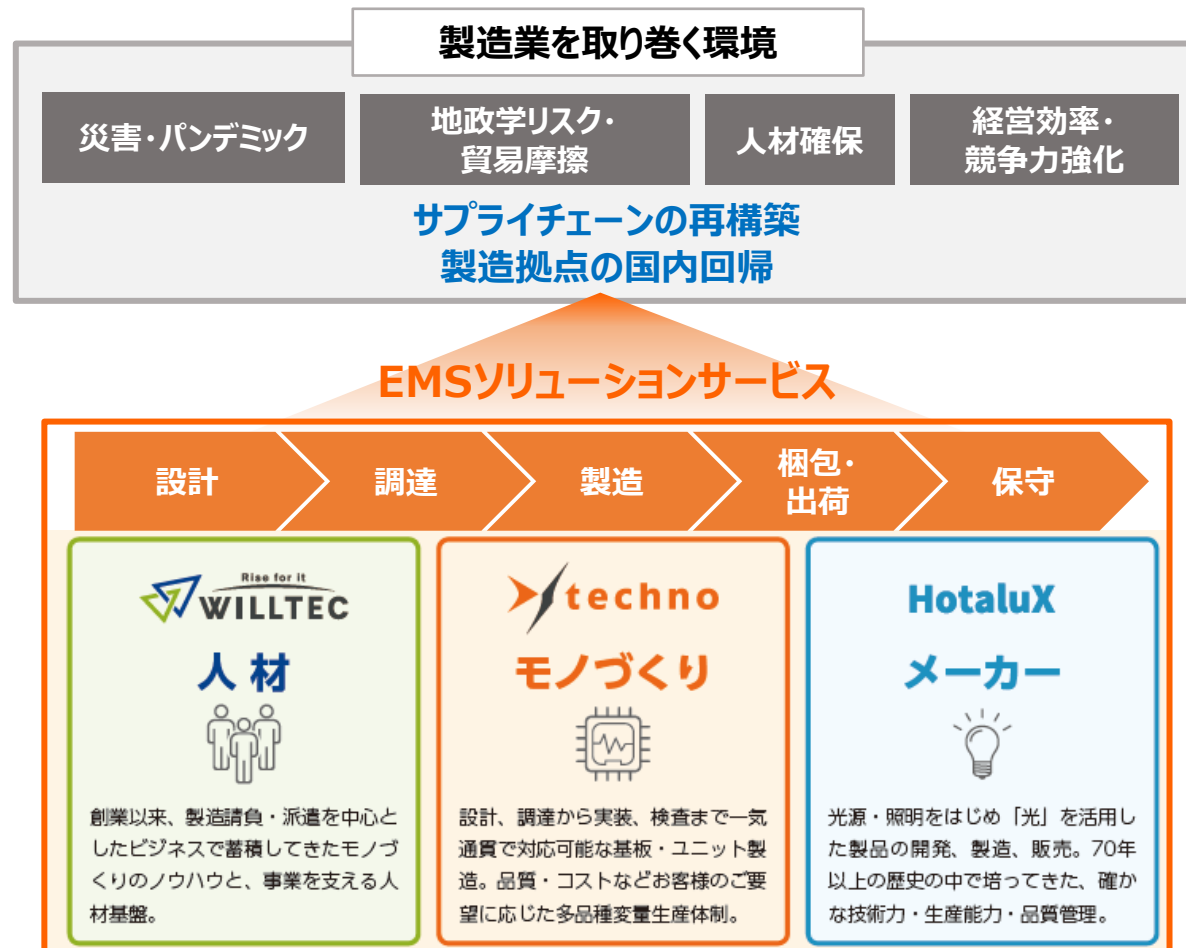 製造業を取り巻く環境
災害・パンデミック
地政学リスク・
貿易摩擦
人材確保
経営効率・
競争力強化
サプライチェーンの再構築
製造拠点の国内回帰
EMSソリューションサービス
設計
調達
製造
梱包・
出荷
保守
Rise for it
WILLTEC
人材
創業以来、製造請負・派遣を中心と
したビジネスで蓄積してきたモノづ
くりのノウハウと、事業を支える人
材基盤。
techno
モノづくり
設計、調達から実装、検査まで一気
通貫で対応可能な基板・ユニット製
造。品質・コストなどお客様のご要
望に応じた多品種変量生産体制。
HotaluX
メーカー
光源・照明をはじめ「光」を活用し
た製品の開発、製造、販売。70年
以上の歴史の中で培ってきた、確か
な技術力・生産能力・品質管理。